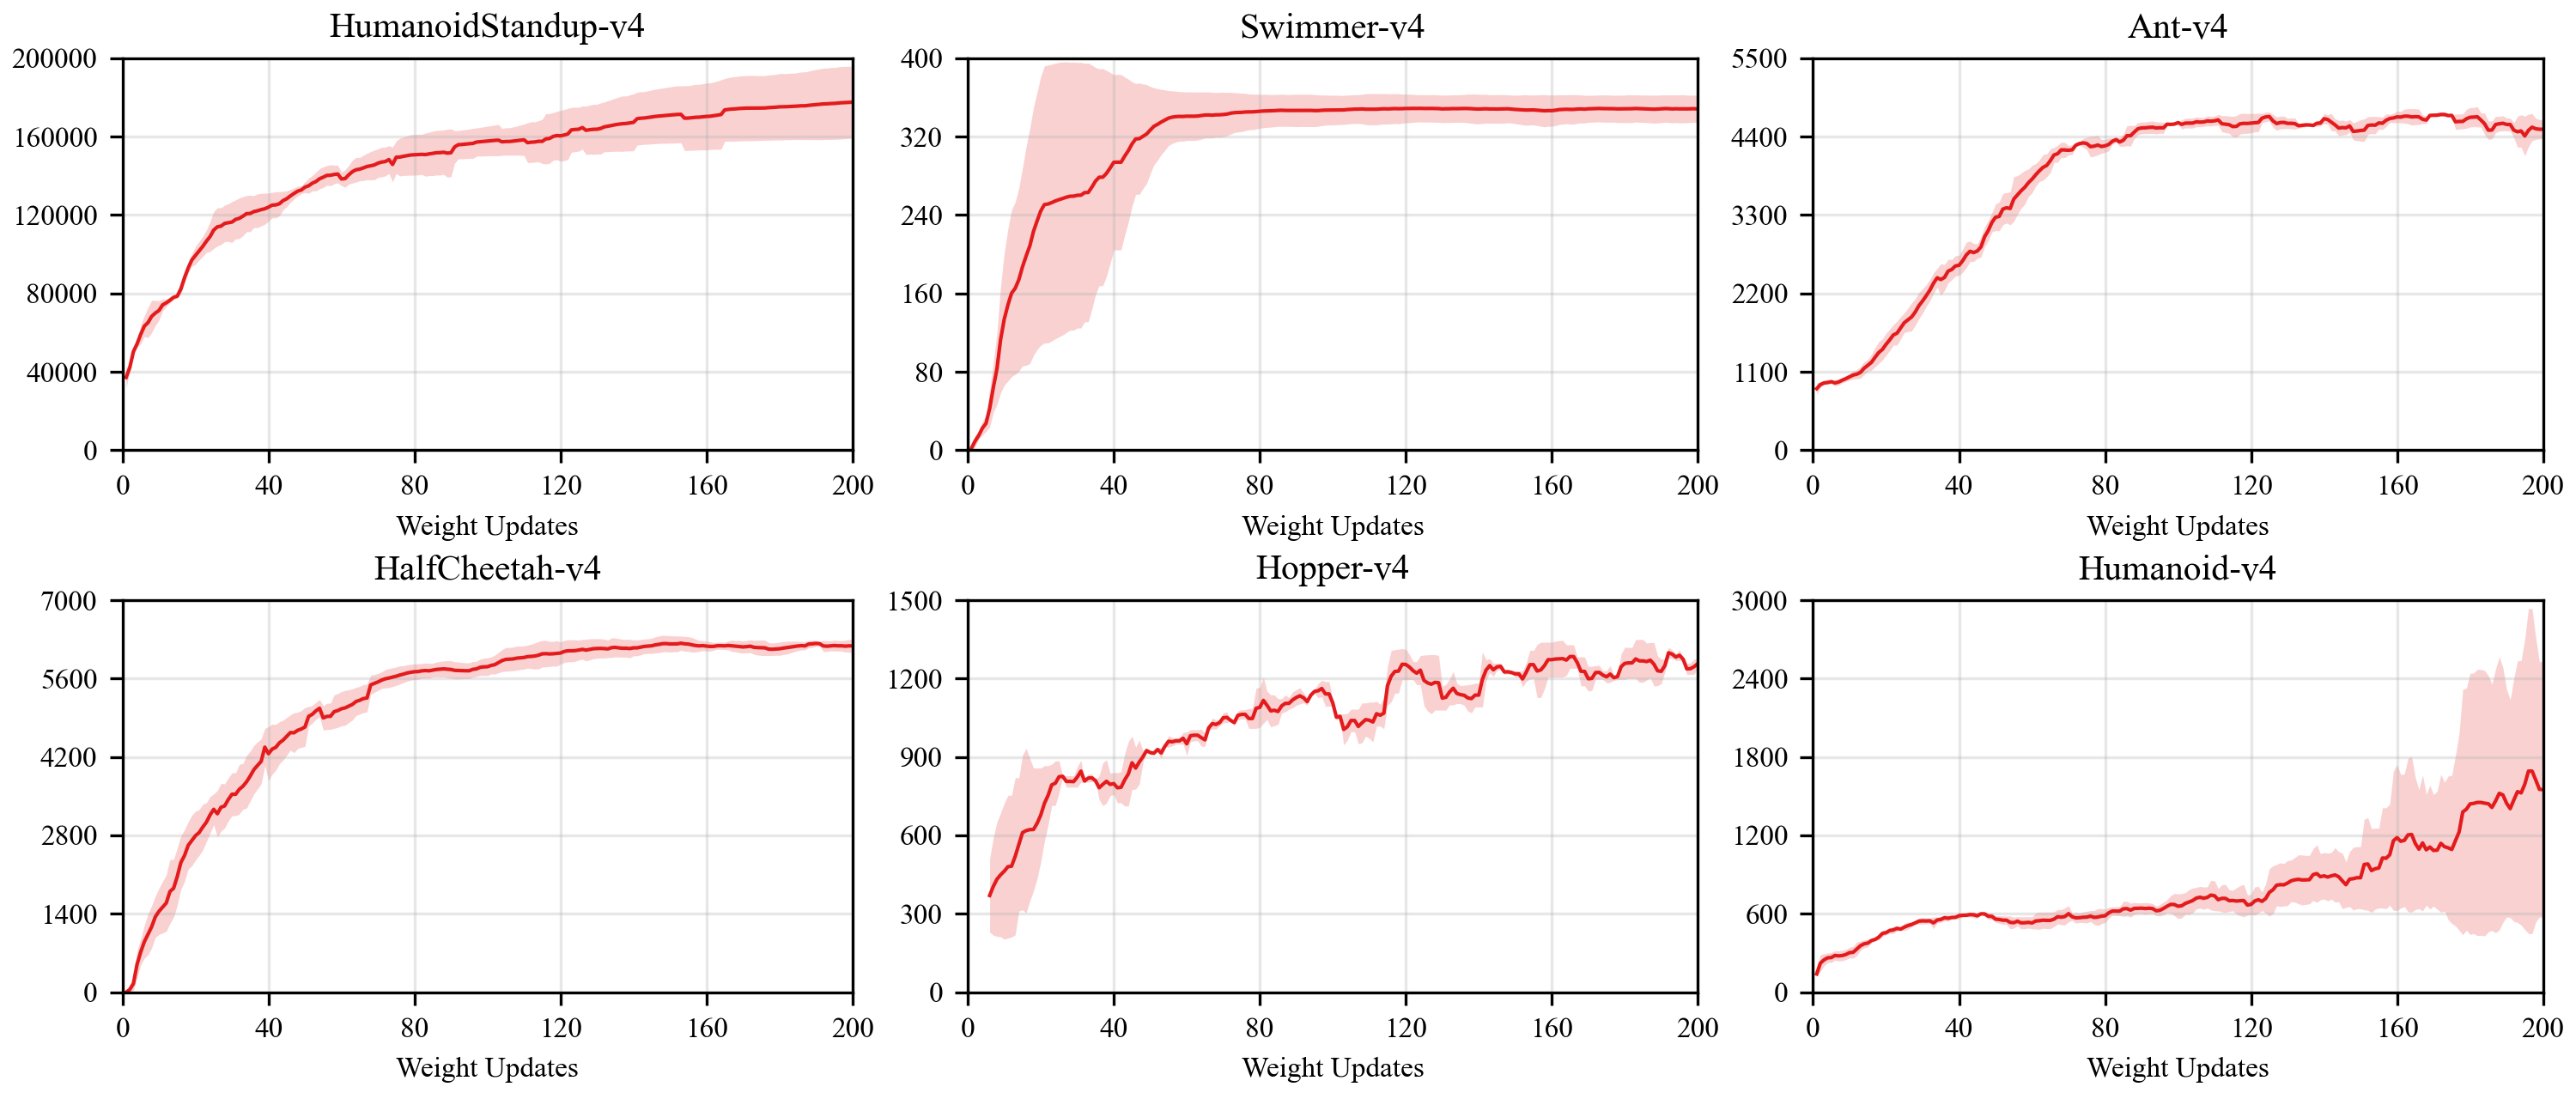 HumanoidStandup-v4 Swimmer-v4 Ant-v4
200000 400 5500
160000 320 4400
120000 240 3300
80000 160 2200
40000 80 1100
0 0 0
0 40 80 120 160 200 0 40 80 120 160 200 0 40 80 120 160 200
Weight Updates Weight Updates Weight Updates
HalfCheetah-v4 Hopper-v4 Humanoid-v4
7000 1500 3000
5600 1200 2400
4200 900 1800
2800 600 1200
1400 300 600
0 0 0
0 40 80 120 160 200 0 40 80 120 160 200 0 40 80 120 160 200
Weight Updates Weight Updates Weight Updates